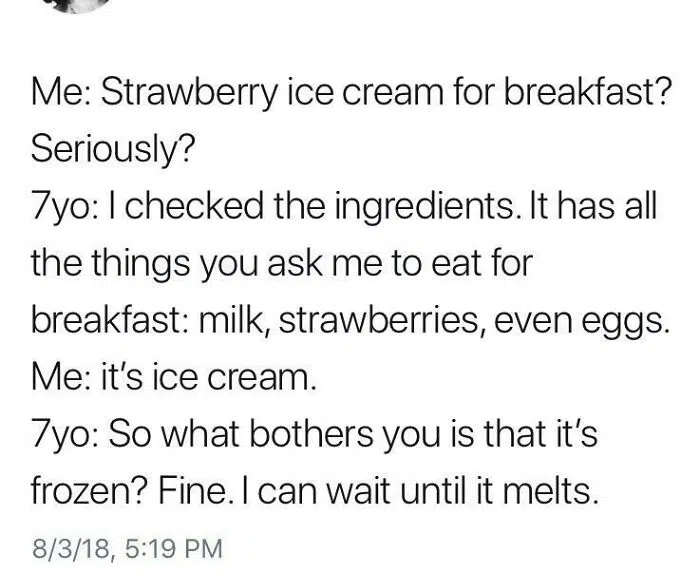 Me: Strawberry ice cream for breakfast?
Seriously?
7yo: I checked the ingredients. It has all
the things you ask me to eat for
breakfast: milk, strawberries, even eggs.
Me: it's ice cream.
7yo: So what bothers you is that it's
frozen? Fine. I can wait until it melts.
8/3/18, 5:19 PM